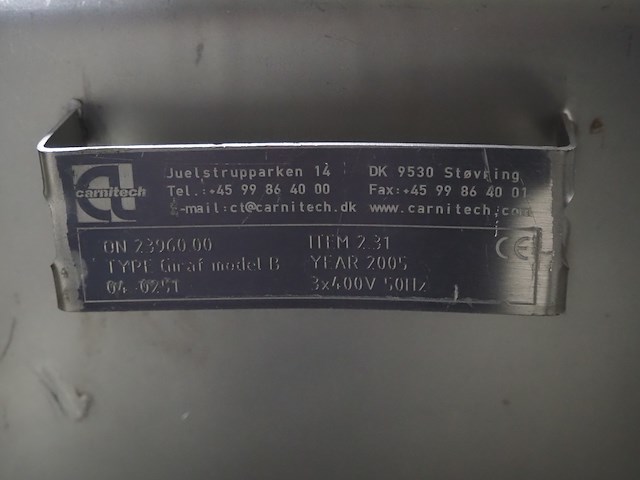 carnitech
Juelstrupparken 14 DK 9530 Støvring
Tel.:+45 99 86 40 00 Fax:+45 99 86 40 01
E-mail:ct@carnitech.dk www.carnitech.com
ON 23960.00 ITEM 2.31
TYPE Giraf model B YEAR 2005
04-0251 3x400V 50Hz
CE